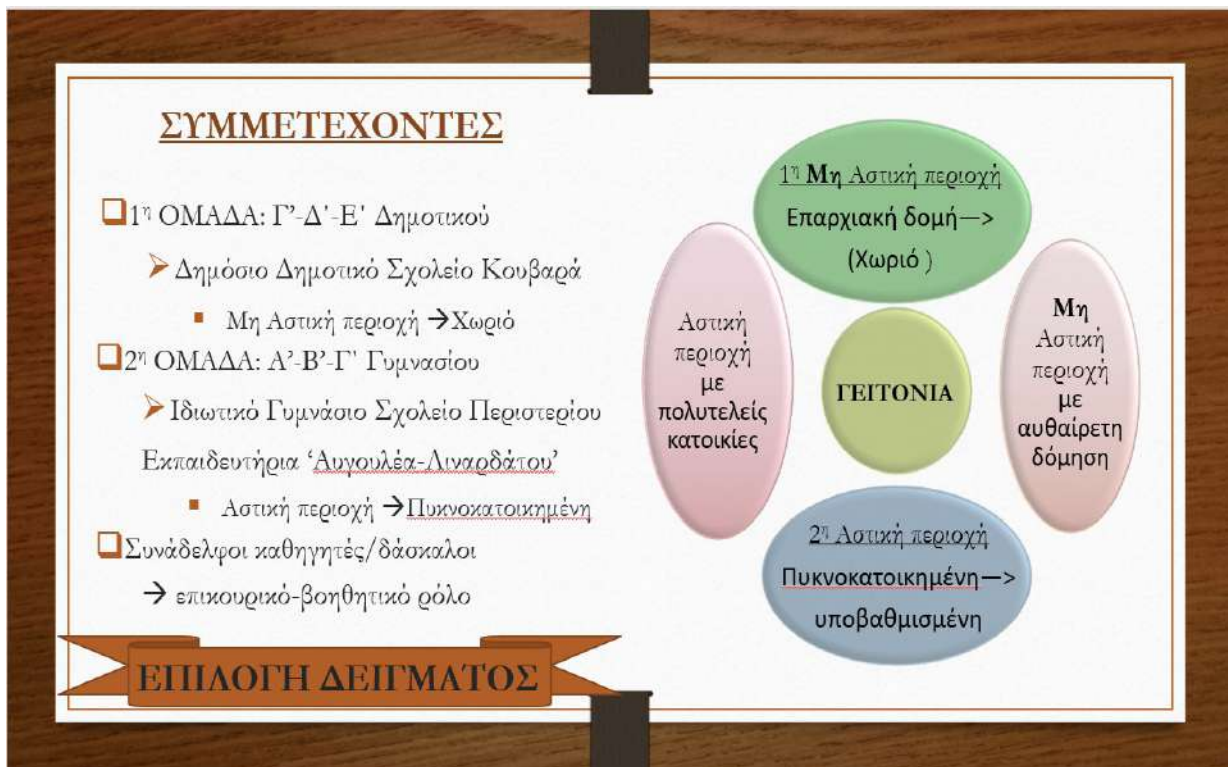 ΣΥΜΜΕΤΕΧΟΝΤΕΣ
1η ΟΜΑΔΑ: Γ’-Δ’-Ε’ Δημοτικού
Δημόσιο Δημοτικό Σχολείο Κουβαρά
Μη Αστική περιοχή →Χωριό
2η ΟΜΑΔΑ: Α’-Β’-Γ’ Γυμνασίου
Ιδιωτικό Γυμνάσιο Σχολείο Περιστερίου
Εκπαιδευτήρια ‘Αυγουλέα-Λιναρδάτου’
Αστική περιοχή →Πυκνοκατοικημένη
Συνάδελφοι καθηγητές/δάσκαλοι
→ επικουρικό-βοηθητικό ρόλο
ΕΠΙΛΟΓΗ ΔΕΙΓΜΑΤΟΣ
1η Μη Αστική περιοχή
Επαρχιακή δομή—>
(Χωριό )
Αστική
περιοχή
με
πολυτελείς
κατοικίες
ΓΕΙΤΟΝΙΑ
Μη
Αστική
περιοχή
με
αυθαίρετη
δόμηση
2η Αστική περιοχή
Πυκνοκατοικημένη—>
υποβαθμισμένη